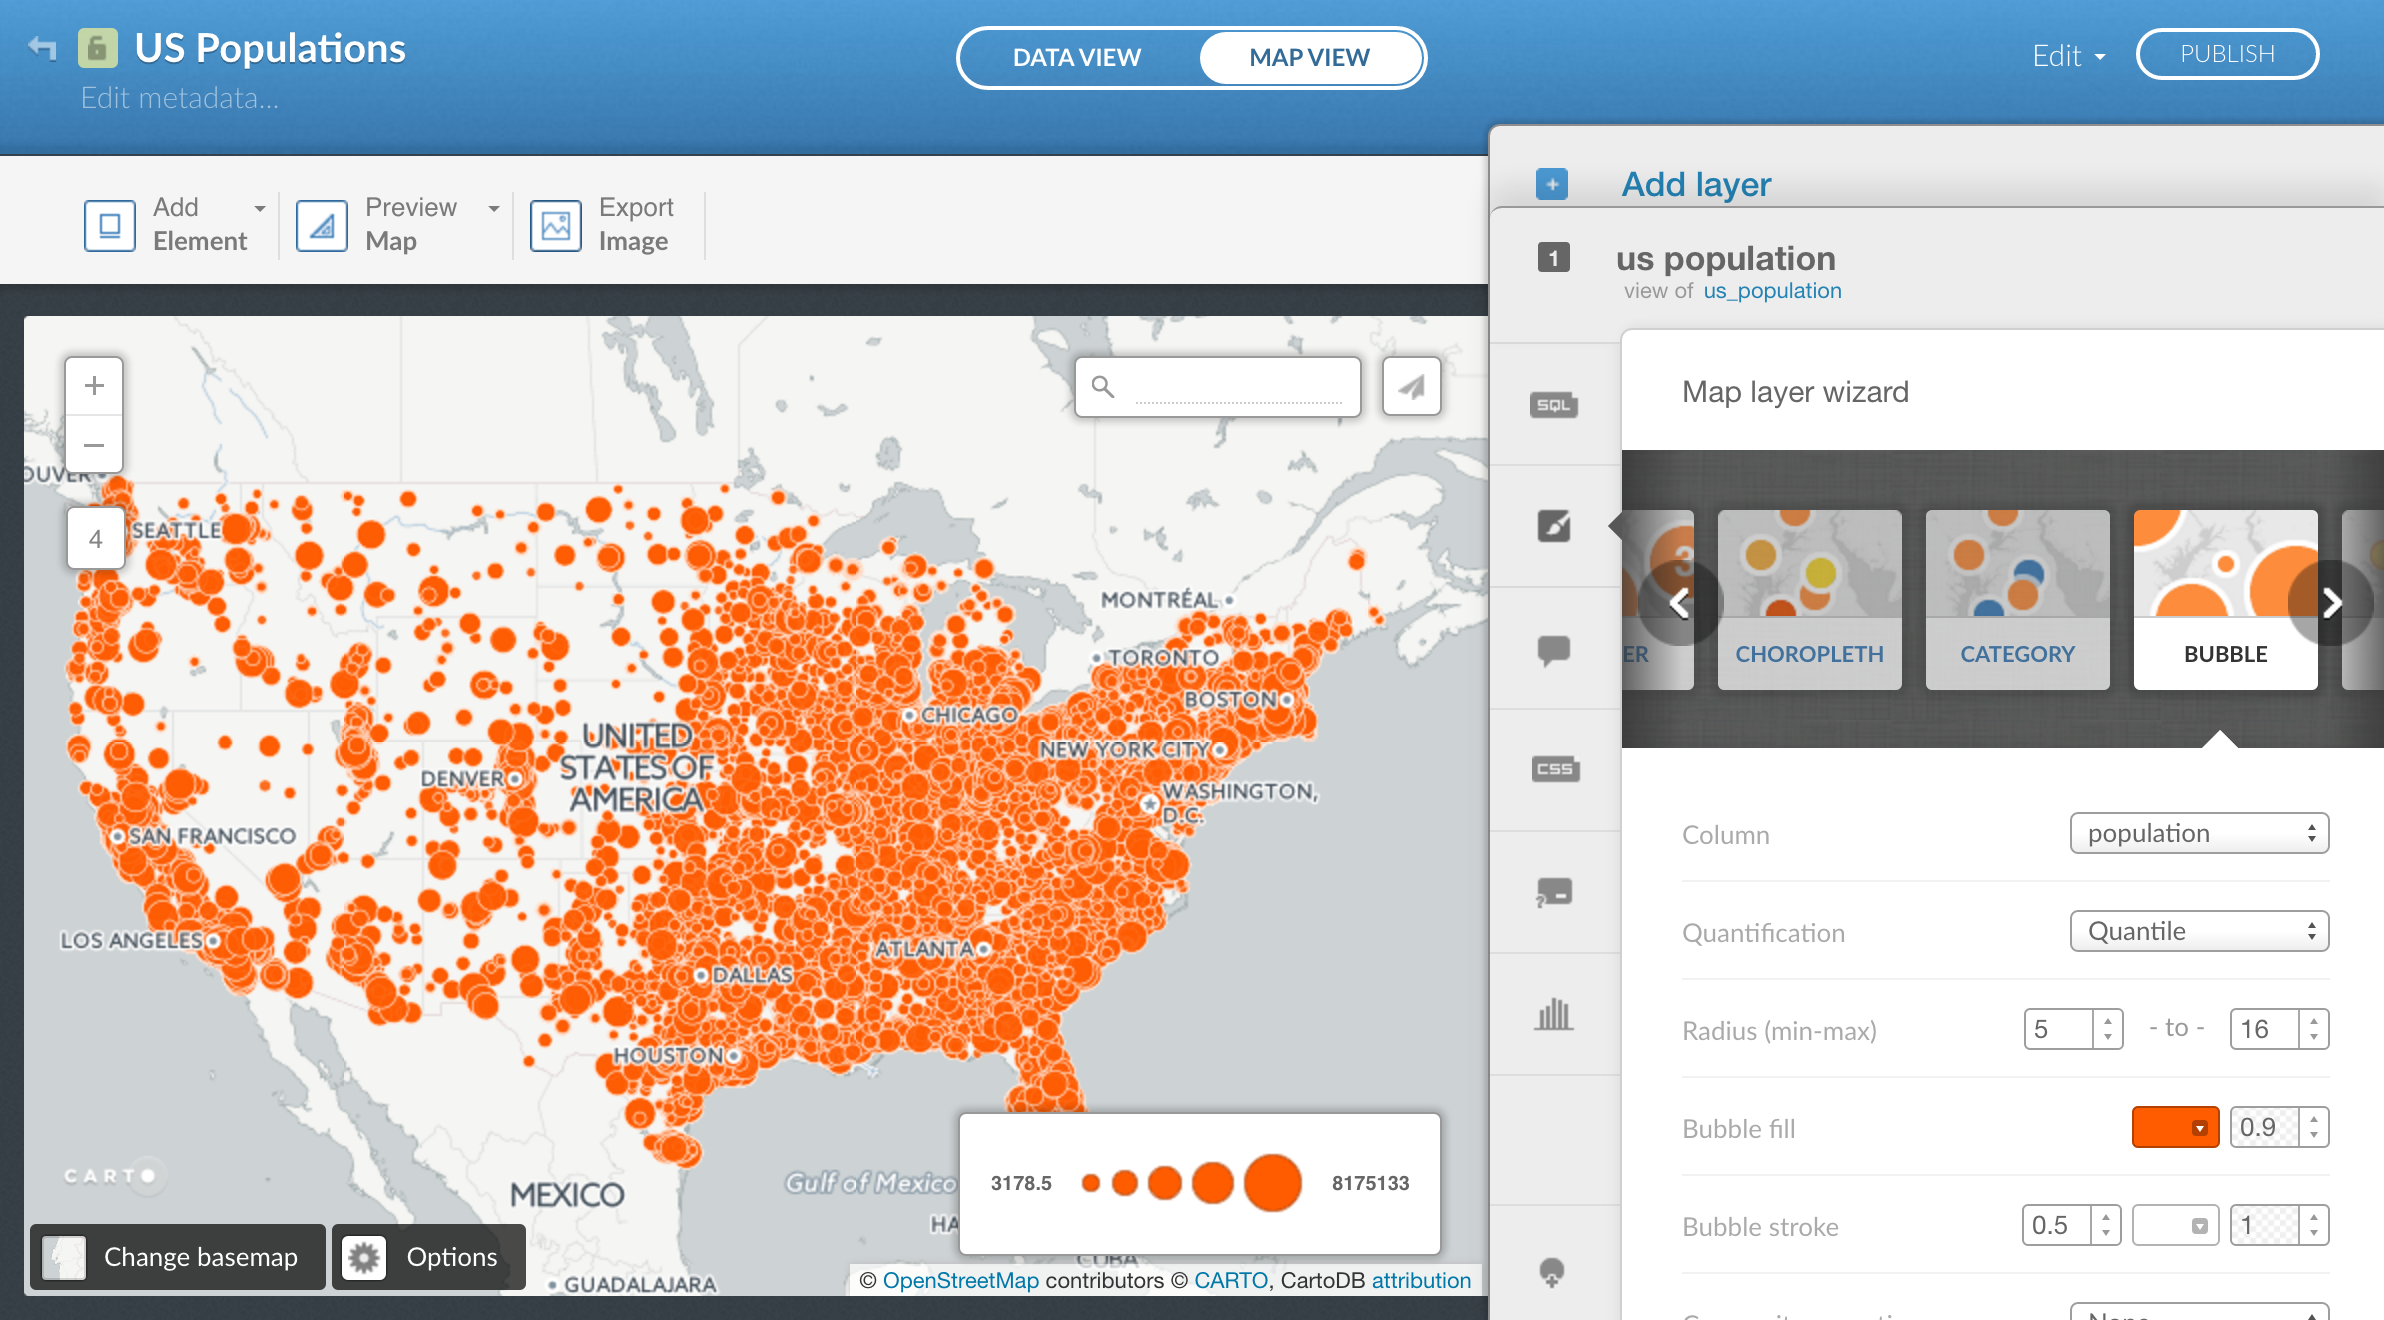 US Populations
Edit metadata...
DATA VIEW
MAP VIEW
Edit
PUBLISH
Add
Element
Preview
Map
Export
Image
Add layer
1
us population
view of us_population
+
−
4
OUVER
SEATTLE
MONTRÉAL
TORONTO
BOSTON
CHICAGO
NEW YORK CITY
UNITED
STATES OF
AMERICA
DENVER
WASHINGTON,
D.C.
SAN FRANCISCO
LOS ANGELES
ATLANTA
DALLAS
HOUSTON
MEXICO
Gulf of Mexico
HA
CUBA
GUADALAJARA
3178.5
8175133
CARTO
Change basemap
Options
© OpenStreetMap contributors © CARTO, CartoDB attribution
SQL
CSS
?
Map layer wizard
3
ER
CHOROPLETH
CATEGORY
BUBBLE
Column
population
Quantification
Quantile
Radius (min-max)
5 - to - 16
Bubble fill
0.9
Bubble stroke
0.5
1